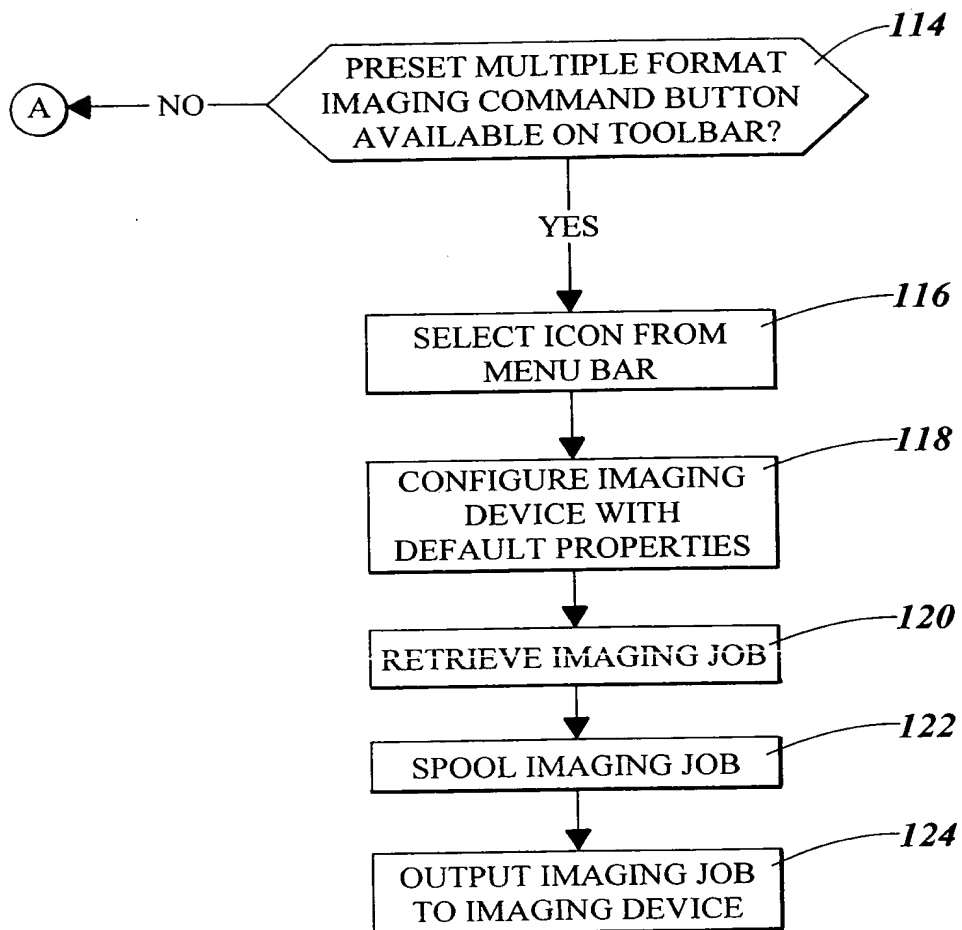 114
PRESET MULTIPLE FORMAT
IMAGING COMMAND BUTTON
AVAILABLE ON TOOLBAR?
A
NO
YES
116
SELECT ICON FROM
MENU BAR
118
CONFIGURE IMAGING
DEVICE WITH
DEFAULT PROPERTIES
120
RETRIEVE IMAGING JOB
122
SPOOL IMAGING JOB
124
OUTPUT IMAGING JOB
TO IMAGING DEVICE